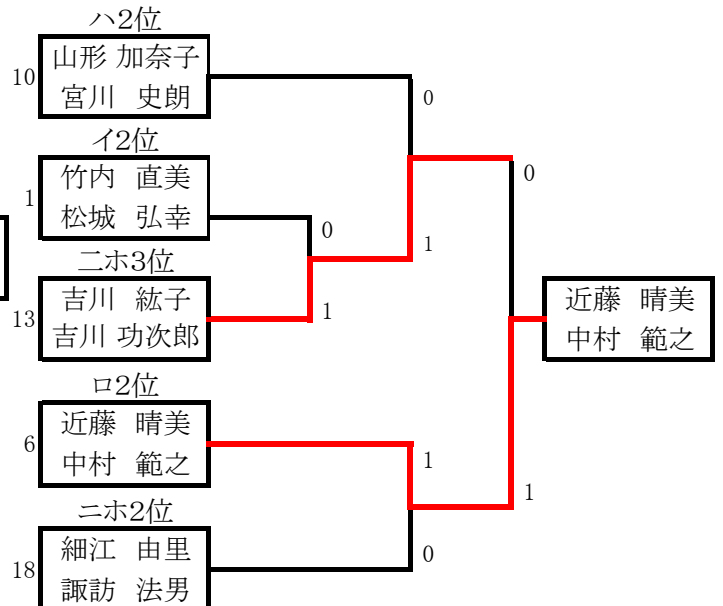 ハ2位
10
山形 加奈子
宮川 史朗
0
イ2位
1
竹内 直美
松城 弘幸
0
0
ニホ3位
1
13
吉川 紘子
吉川 功次郎
1
近藤 晴美
中村 範之
ロ2位
6
近藤 晴美
中村 範之
1
1
ニホ2位
18
細江 由里
諏訪 法男
0